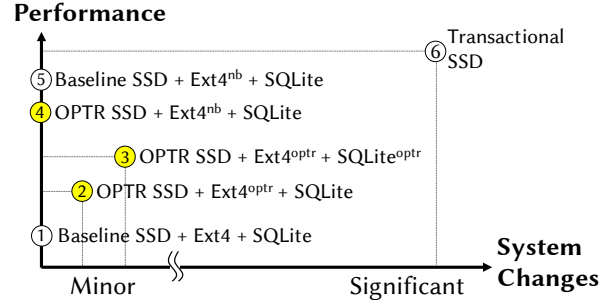 Performance
⑥ Transactional
SSD
⑤ Baseline SSD + Ext4ⁿᵇ + SQLite
④ OPTR SSD + Ext4ⁿᵇ + SQLite
③ OPTR SSD + Ext4ᵒᵖᵗʳ + SQLiteᵒᵖᵗʳ
② OPTR SSD + Ext4ᵒᵖᵗʳ + SQLite
① Baseline SSD + Ext4 + SQLite
System
Changes
Minor
Significant